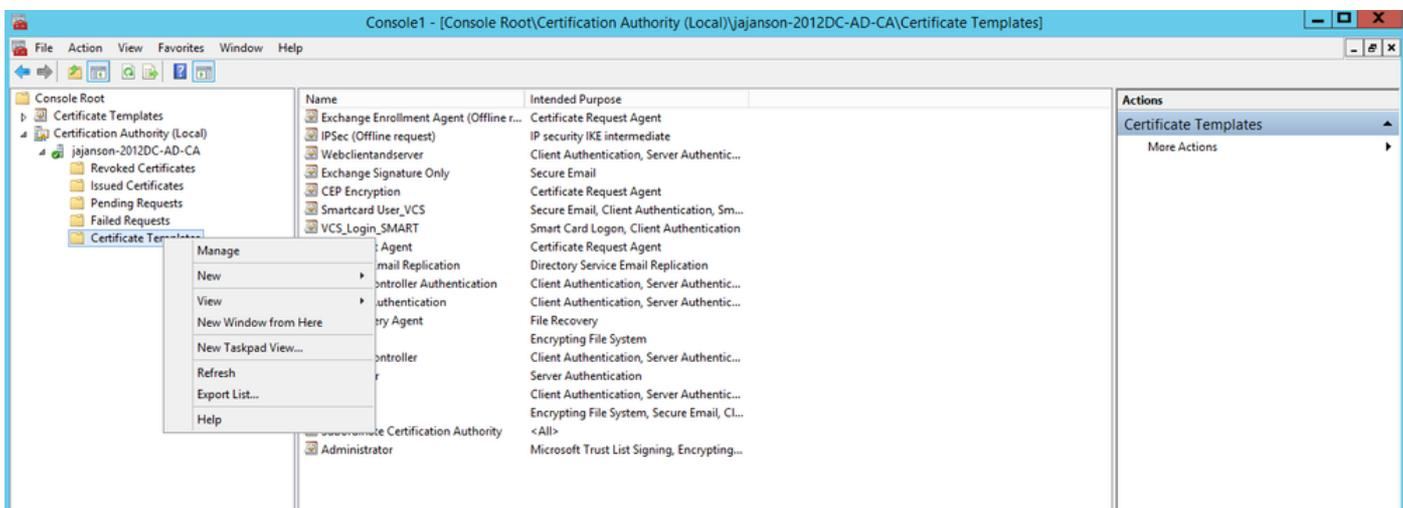 Console1 - [Console Root\Certification Authority (Local)\jajanson-2012DC-AD-CA\Certificate Templates]
File Action View Favorites Window Help
Console Root
Certificate Templates
Certification Authority (Local)
jajanson-2012DC-AD-CA
Revoked Certificates
Issued Certificates
Pending Requests
Failed Requests
Certificate Templates
Manage
New
View
New Window from Here
New Taskpad View...
Refresh
Export List...
Help
Name Intended Purpose
Exchange Enrollment Agent (Offline r... Certificate Request Agent
IPSec (Offline request) IP security IKE intermediate
Webclientandserver Client Authentication, Server Authentic...
Exchange Signature Only Secure Email
CEP Encryption Certificate Request Agent
Smartcard User_VCS Secure Email, Client Authentication, Sm...
VCS_Login_SMART Smart Card Logon, Client Authentication
Agent Certificate Request Agent
mail Replication Directory Service Email Replication
ontroller Authentication Client Authentication, Server Authentic...
uthentication Client Authentication, Server Authentic...
ery Agent File Recovery
Encrypting File System
ontroller Client Authentication, Server Authentic...
r Server Authentication
Client Authentication, Server Authentic...
Encrypting File System, Secure Email, Cl...
Subordinate Certification Authority <All>
Administrator Microsoft Trust List Signing, Encrypting...
Actions
Certificate Templates
More Actions